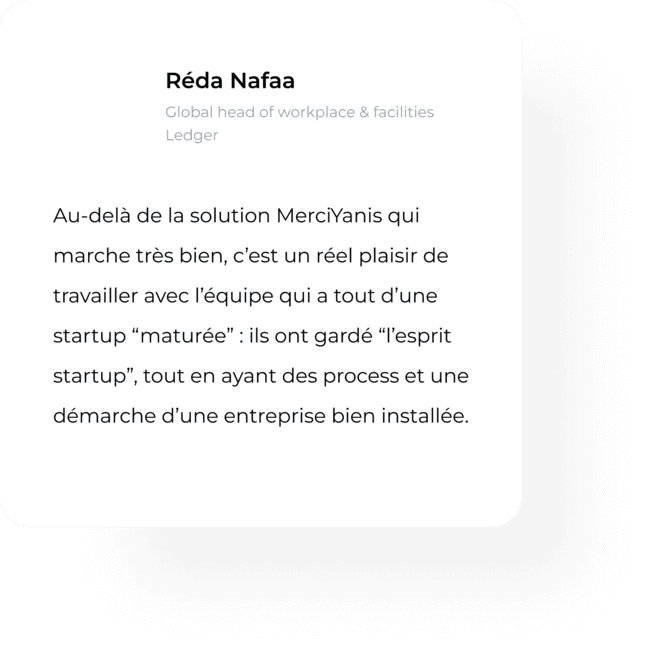 Réda Nafaa
Global head of workplace & facilities
Ledger
Au-delà de la solution MerciYanis qui
marche très bien, c’est un réel plaisir de
travailler avec l’équipe qui a tout d’une
startup “maturée” : ils ont gardé “l’esprit
startup”, tout en ayant des process et une
démarche d’une entreprise bien installée.